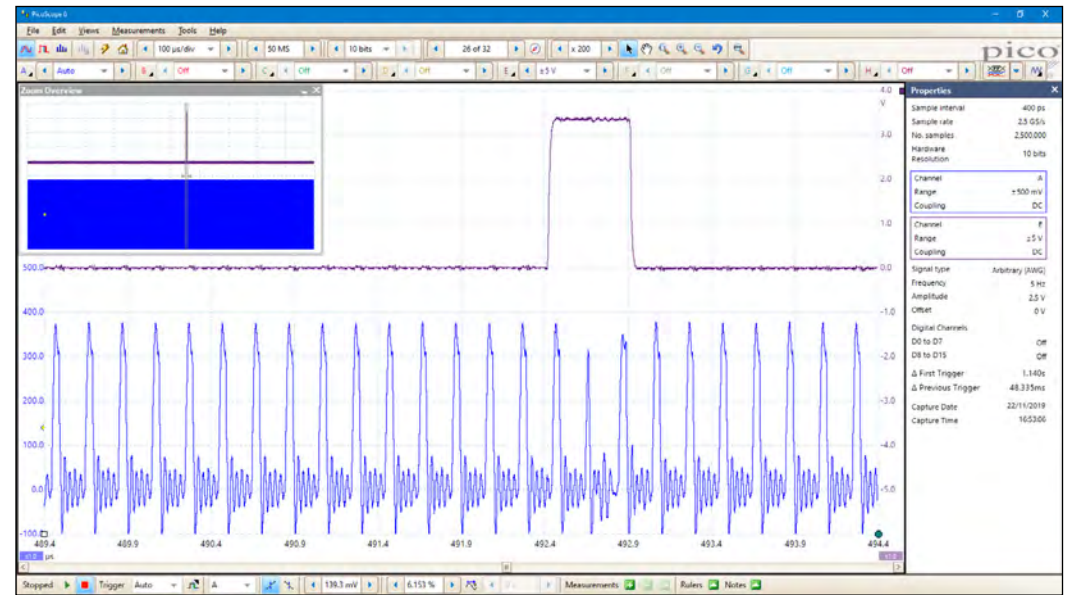 PicoScope 6
File Edit Views Measurements Tools Help
100 µs/div 50 MS 10 bits 26 of 32 x 200
pico
A Auto B Off C Off D Off E ±5 V F Off G Off H Off
Zoom Overview
4.0
V
3.0
2.0
1.0
0.0
-1.0
-2.0
-3.0
-4.0
-5.0
500.0
400.0
300.0
200.0
100.0
0.0
-100.0
489.4 489.9 490.4 490.9 491.4 491.9 492.4 492.9 493.4 493.9 494.4
x1.0 µs x1.0
Properties
Sample interval 400 ps
Sample rate 2.5 GS/s
No. samples 2,500,000
Hardware
Resolution 10 bits
Channel A
Range ±500 mV
Coupling DC
Channel E
Range ±5 V
Coupling DC
Signal type Arbitrary (AWG)
Frequency 5 Hz
Amplitude 2.5 V
Offset 0 V
Digital Channels
D0 to D7 Off
D8 to D15 Off
Δ First Trigger 1.140s
Δ Previous Trigger 48.335ms
Capture Date 22/11/2019
Capture Time 16:53:00
Stopped Trigger Auto A 139.3 mV 6.153 % Measurements Rulers Notes